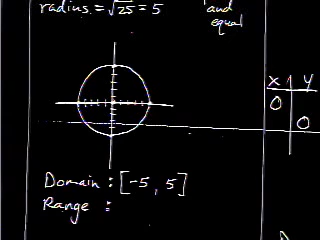 radius = √25 = 5
and
equal
x y
0
0
Domain : [-5, 5]
Range :